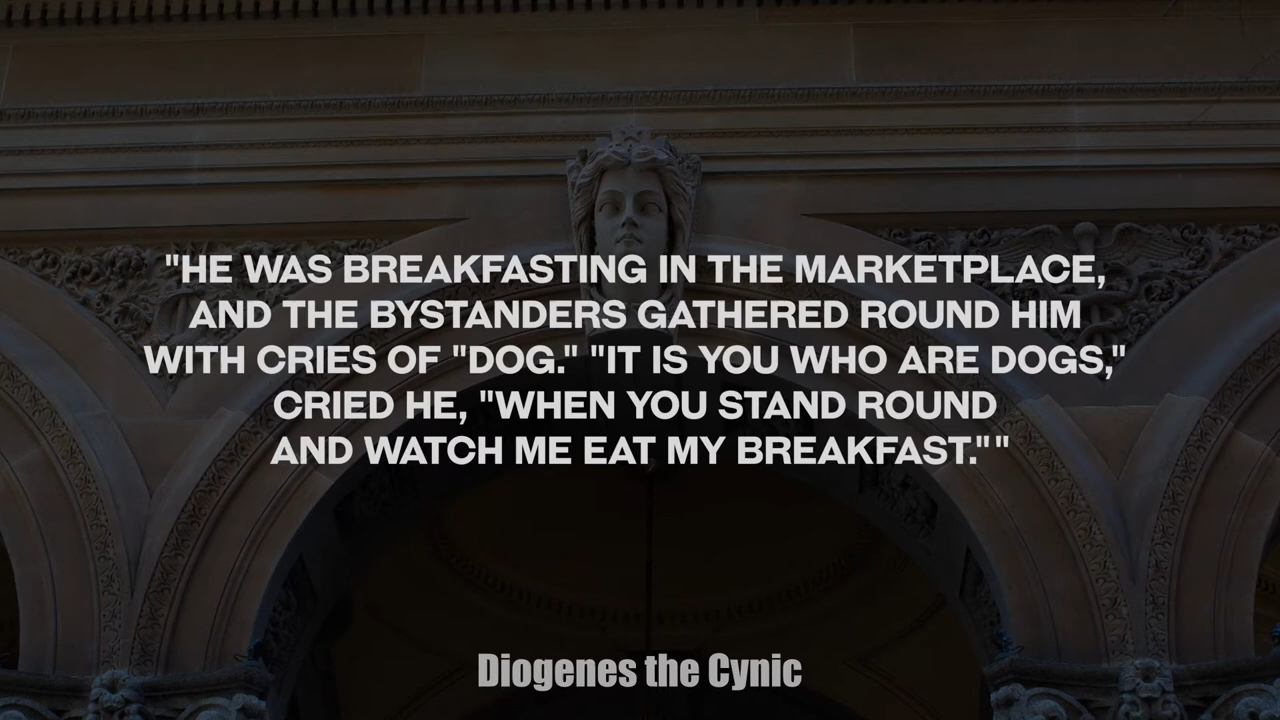 "HE WAS BREAKFASTING IN THE MARKETPLACE,
AND THE BYSTANDERS GATHERED ROUND HIM
WITH CRIES OF "DOG." "IT IS YOU WHO ARE DOGS,"
CRIED HE, "WHEN YOU STAND ROUND
AND WATCH ME EAT MY BREAKFAST.""
Diogenes the Cynic